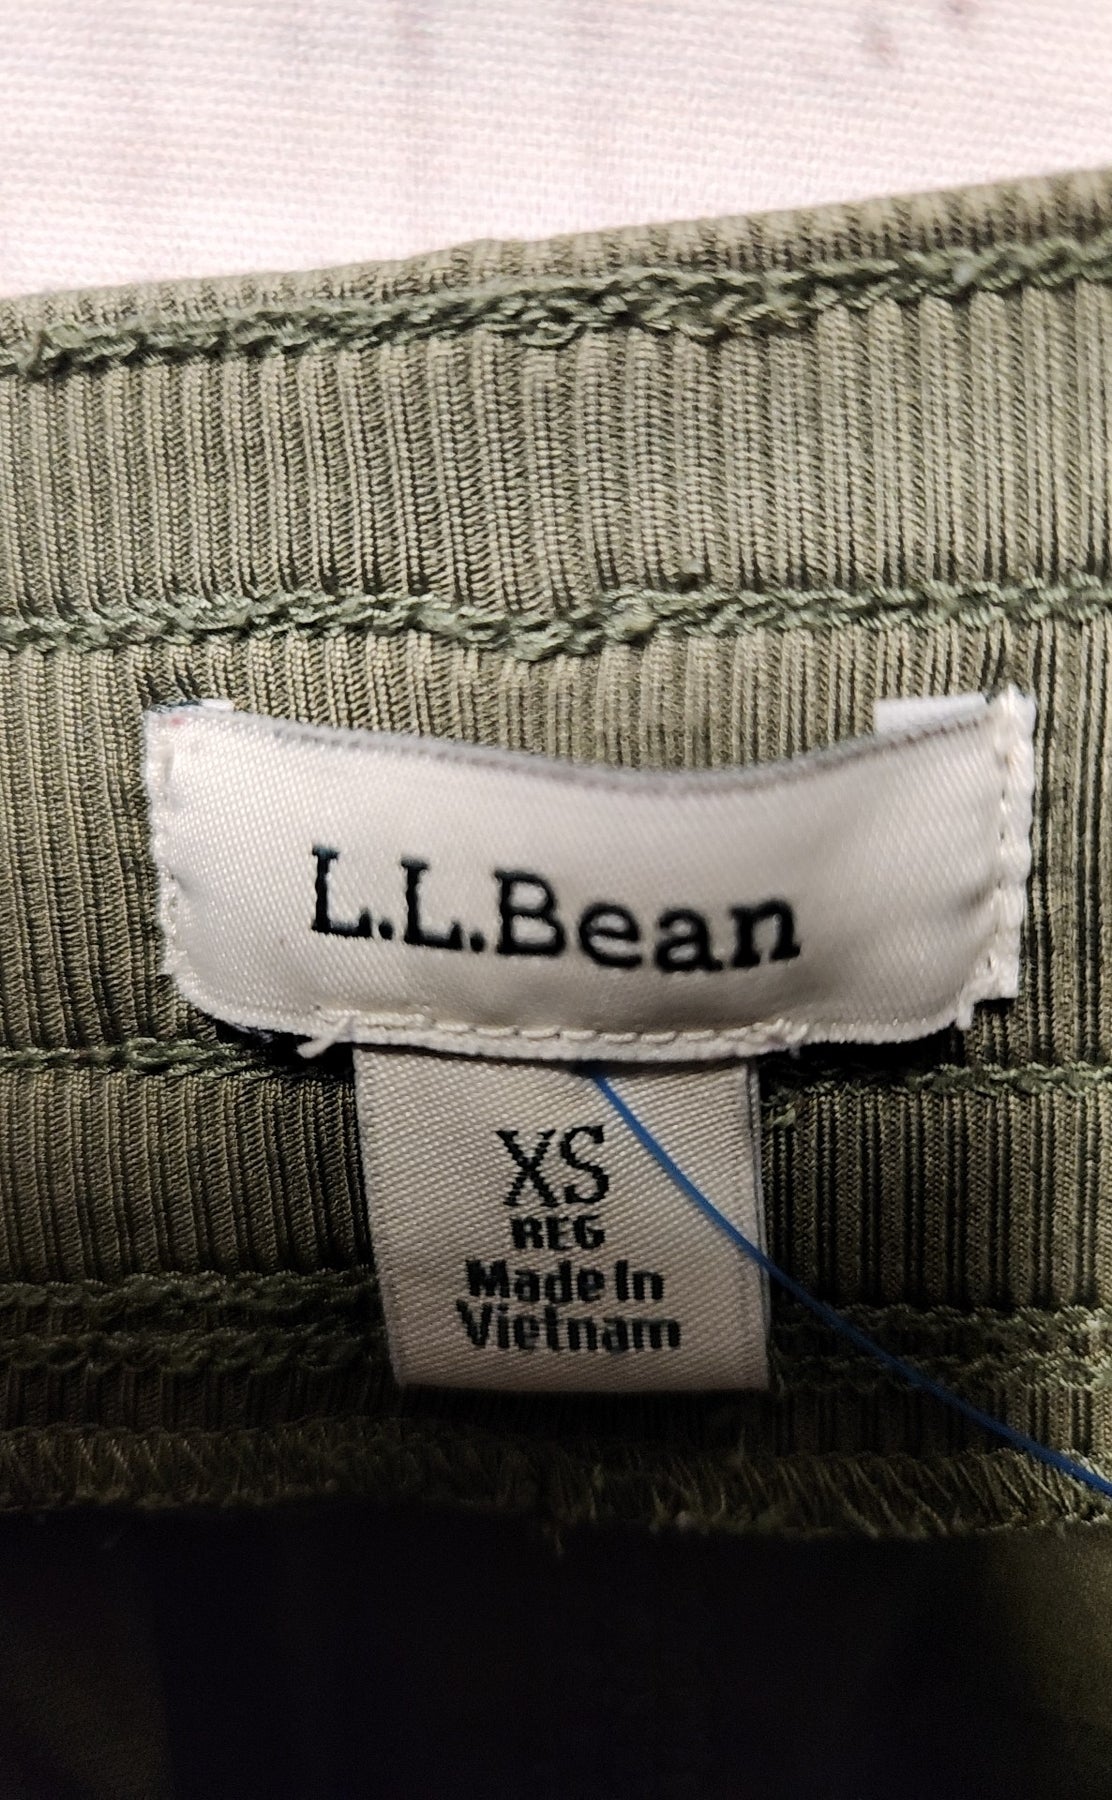 L.L.Bean
XS
REG
Made In
Vietnam